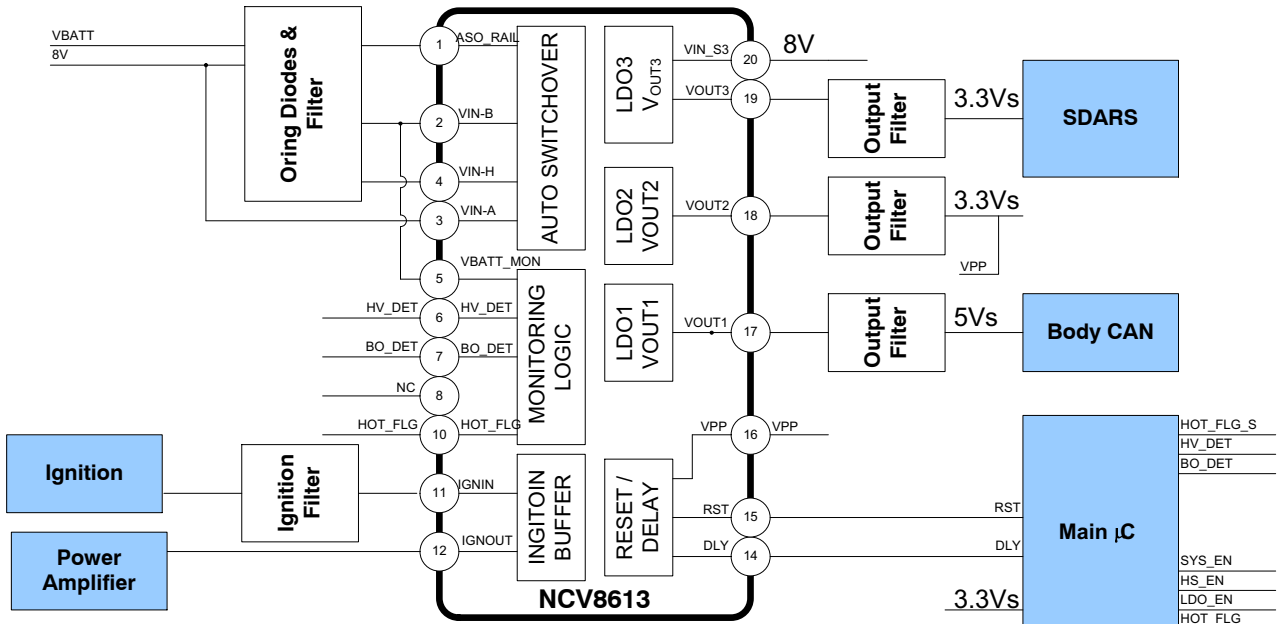 VBATT
8V
Oring Diodes &
Filter
1
ASO_RAIL
2
VIN-B
4
VIN-H
3
VIN-A
5
VBATT_MON
AUTO SWITCHOVER
HV_DET
6
HV_DET
BO_DET
7
BO_DET
NC
8
HOT_FLG
10
HOT_FLG
MONITORING
LOGIC
Ignition
Ignition
Filter
11
IGNIN
Power
Amplifier
12
IGNOUT
INGITOIN
BUFFER
LDO3
VOUT3
VIN_S3
20
8V
VOUT3
19
Output
Filter
3.3Vs
SDARS
LDO2
VOUT2
VOUT2
18
Output
Filter
3.3Vs
VPP
LDO1
VOUT1
VOUT1
17
Output
Filter
5Vs
Body CAN
RESET /
DELAY
VPP
16
VPP
RST
15
RST
DLY
14
DLY
NCV8613
3.3Vs
Main µC
HOT_FLG_S
HV_DET
BO_DET
SYS_EN
HS_EN
LDO_EN
HOT_FLG